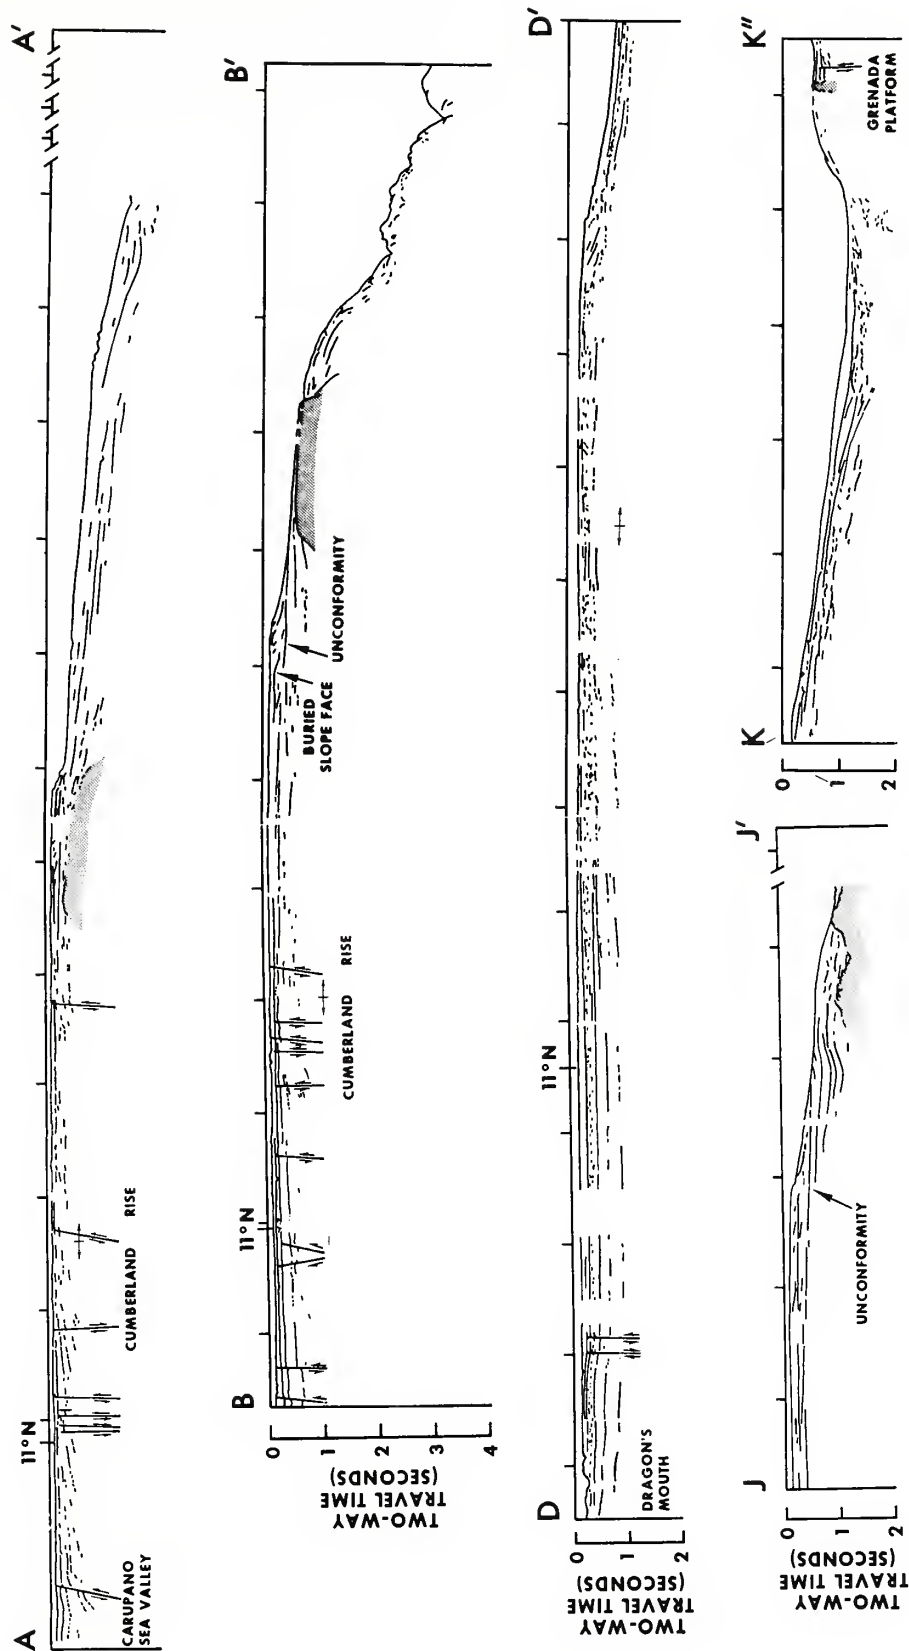 A
A'
11°N
CARUPANO
SEA VALLEY
CUMBERLAND RISE
B
B'
11°N
0
1
2
3
4
TWO-WAY
TRAVEL TIME
(SECONDS)
CUMBERLAND RISE
BURIED
SLOPE FACE
UNCONFORMITY
D
D'
11°N
0
1
2
TWO-WAY
TRAVEL TIME
(SECONDS)
DRAGON'S
MOUTH
J
J'
0
1
2
TWO-WAY
TRAVEL TIME
(SECONDS)
UNCONFORMITY
K
K"
0
1
2
GRENADA
PLATFORM